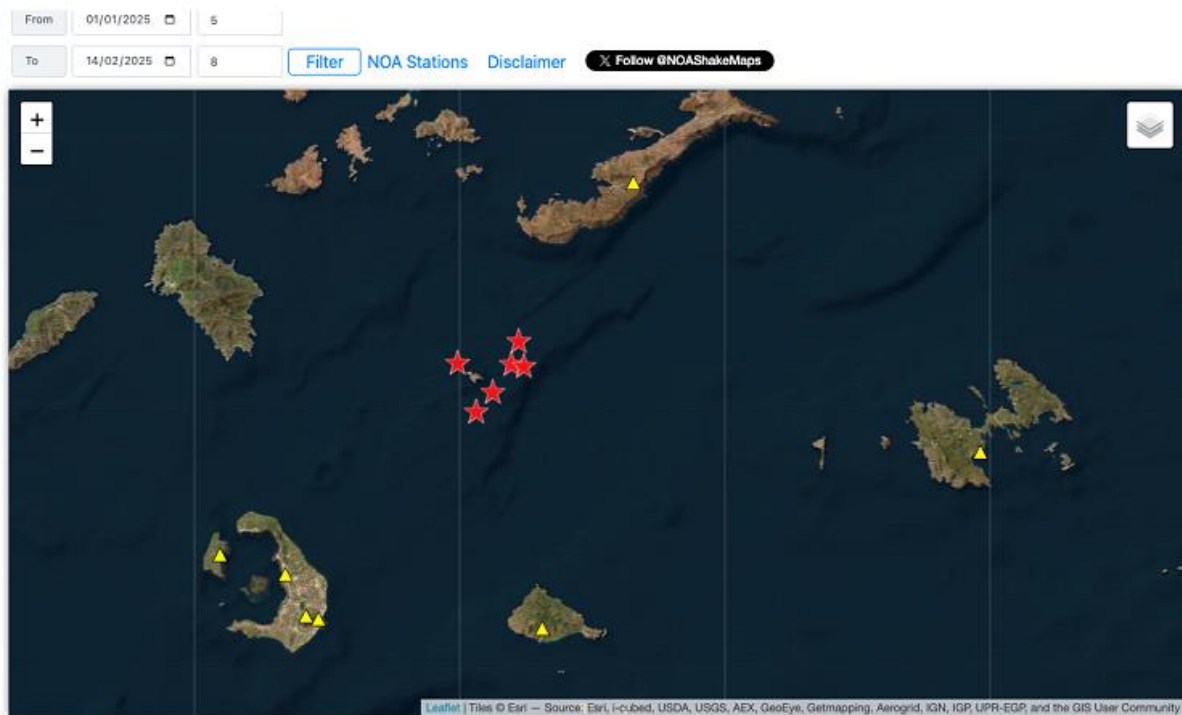 From 01/01/2025 5
To 14/02/2025 8 Filter NOA Stations Disclaimer X Follow @NOAShakeMaps
+
−
Leaflet | Tiles © Esri — Source: Esri, i-cubed, USDA, USGS, AEX, GeoEye, Getmapping, Aerogrid, IGN, IGP, UPR-EGP, and the GIS User Community